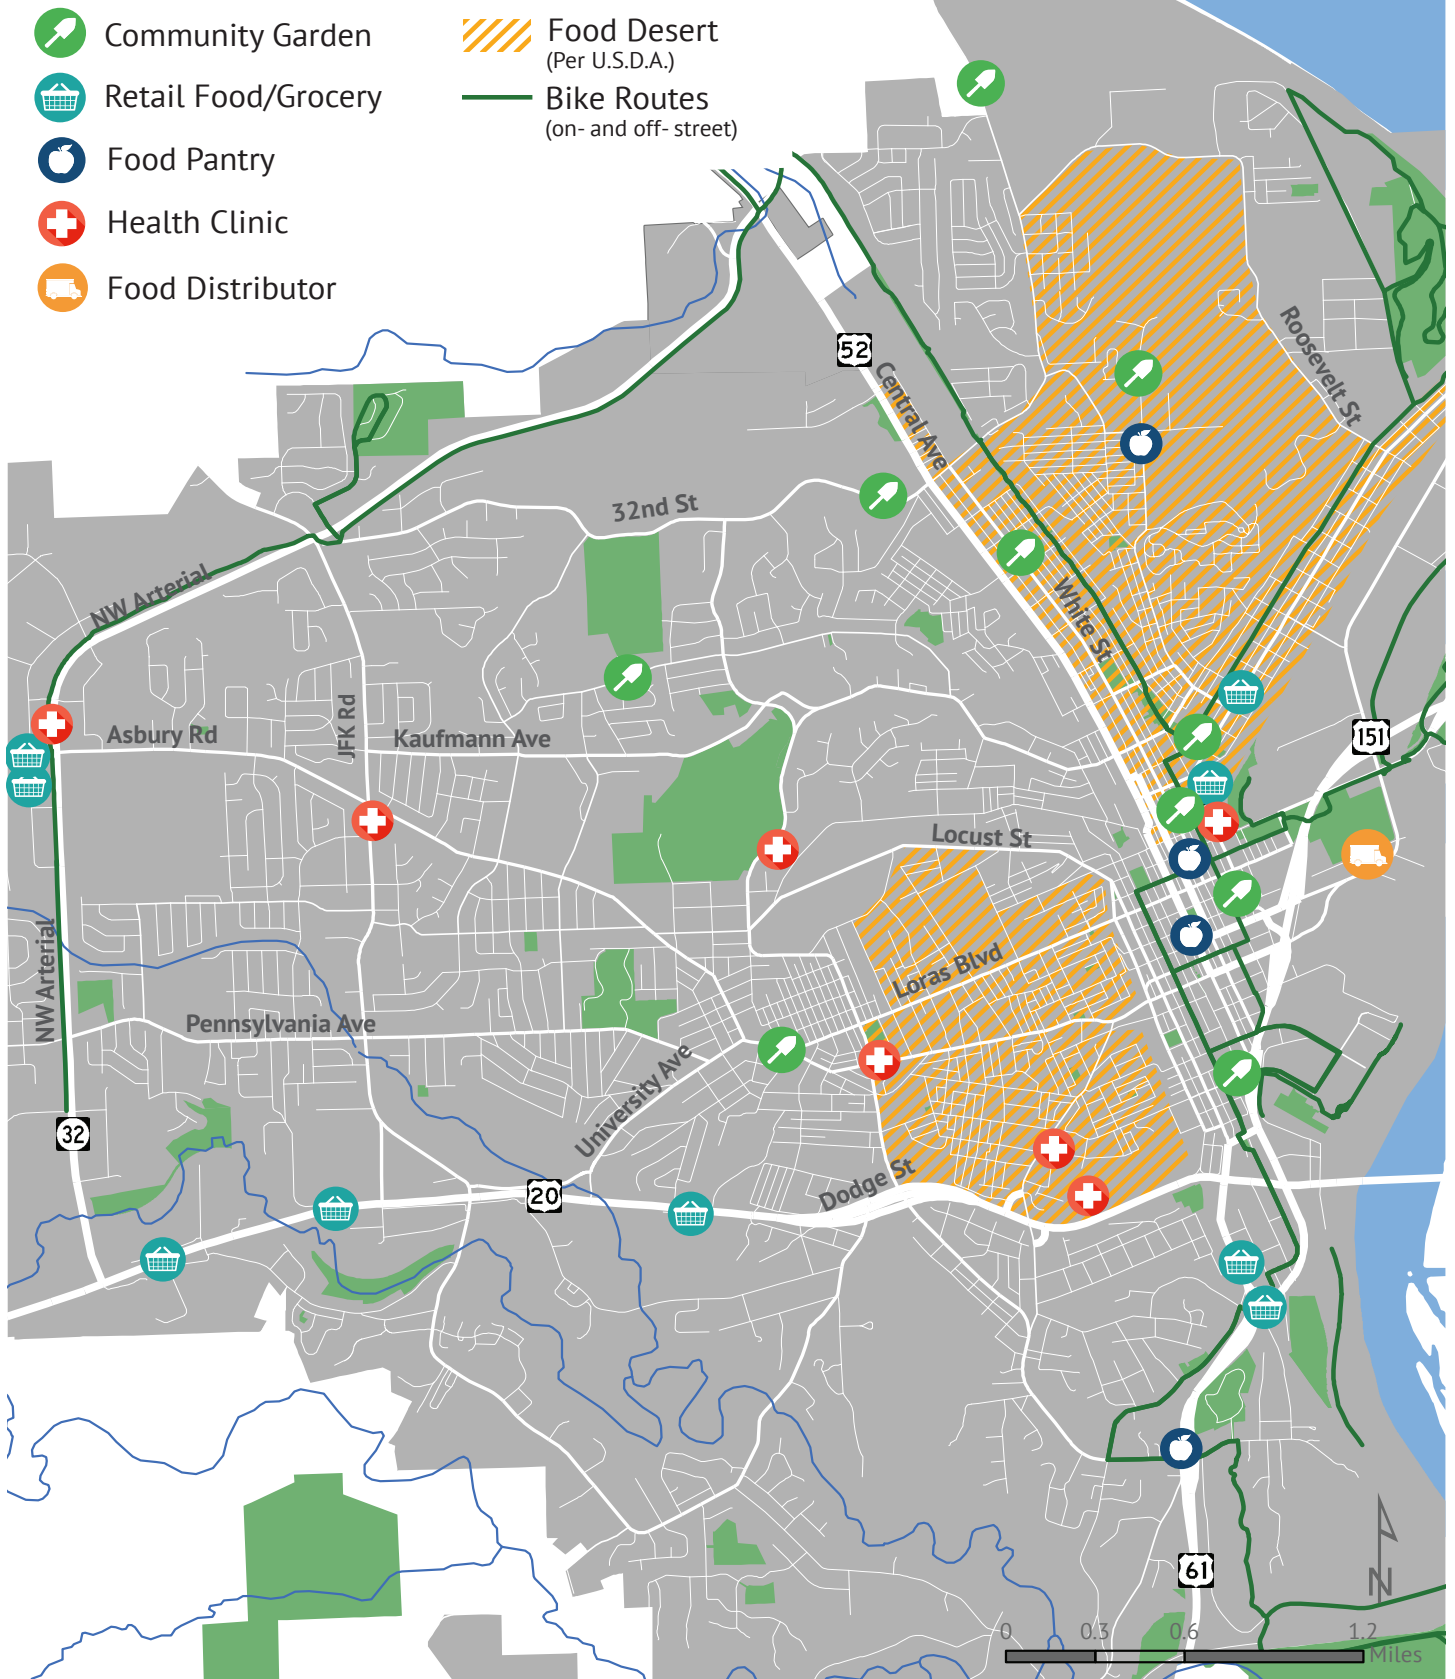 Community Garden
Retail Food/Grocery
Food Pantry
Health Clinic
Food Distributor
Food Desert
(Per U.S.D.A.)
Bike Routes
(on- and off- street)
52
Central Ave
Roosevelt St
32nd St
NW Arterial
White St
JFK Rd
Asbury Rd
Kaufmann Ave
151
Locust St
NW Arterial
Loras Blvd
Pennsylvania Ave
University Ave
32
20
Dodge St
61
N
0 0.3 0.6 1.2
Miles